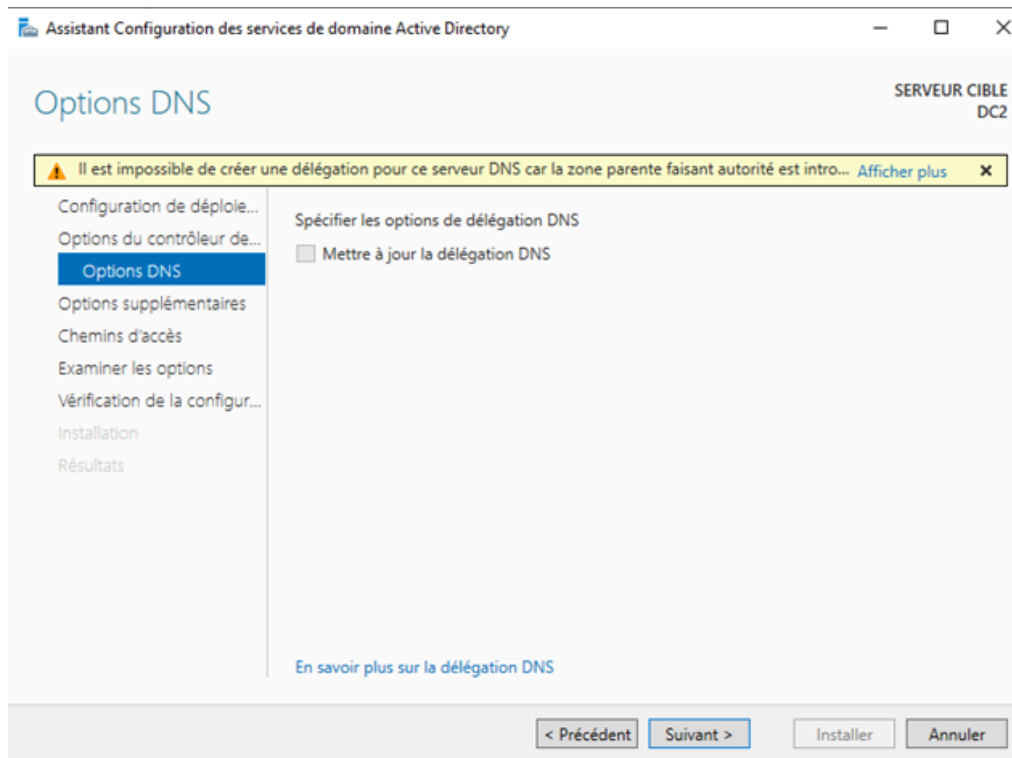 Assistant Configuration des services de domaine Active Directory
Options DNS
SERVEUR CIBLE
DC2
Il est impossible de créer une délégation pour ce serveur DNS car la zone parente faisant autorité est intro... Afficher plus
Configuration de déploie...
Options du contrôleur de...
Options DNS
Options supplémentaires
Chemins d'accès
Examiner les options
Vérification de la configur...
Installation
Résultats
Spécifier les options de délégation DNS
Mettre à jour la délégation DNS
En savoir plus sur la délégation DNS
< Précédent Suivant > Installer Annuler